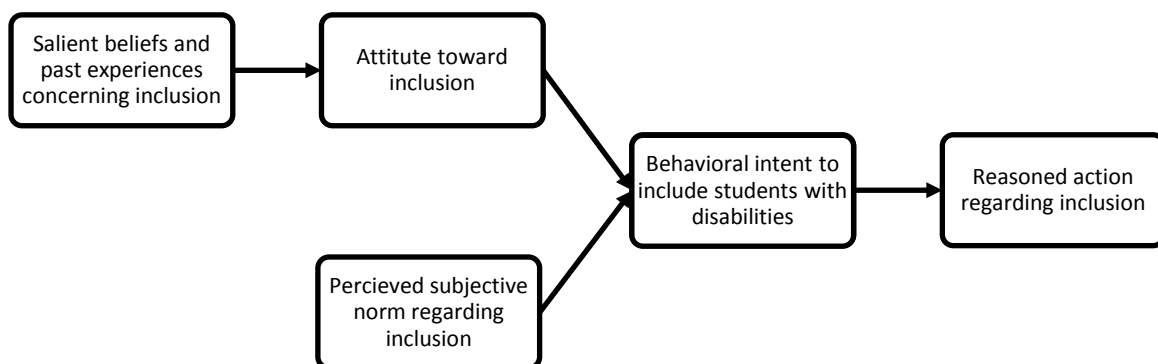 Salient beliefs and
past experiences
concerning inclusion
Attitute toward
inclusion
Behavioral intent to
include students with
disabilities
Reasoned action
regarding inclusion
Percieved subjective
norm regarding
inclusion